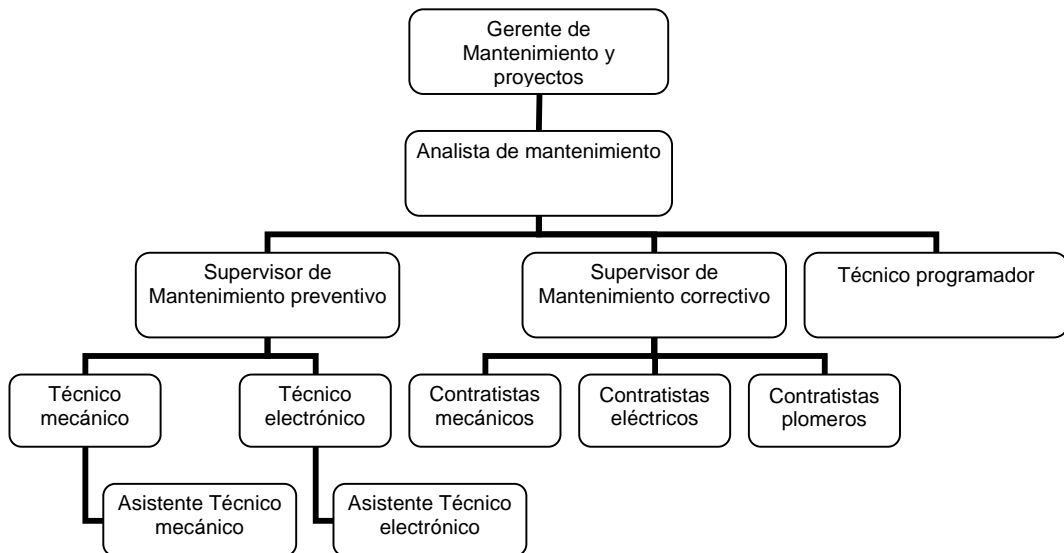 Gerente de
Mantenimiento y
proyectos
Analista de mantenimiento
Supervisor de
Mantenimiento preventivo
Supervisor de
Mantenimiento correctivo
Técnico programador
Técnico
mecánico
Técnico
electrónico
Contratistas
mecánicos
Contratistas
eléctricos
Contratistas
plomeros
Asistente Técnico
mecánico
Asistente Técnico
electrónico